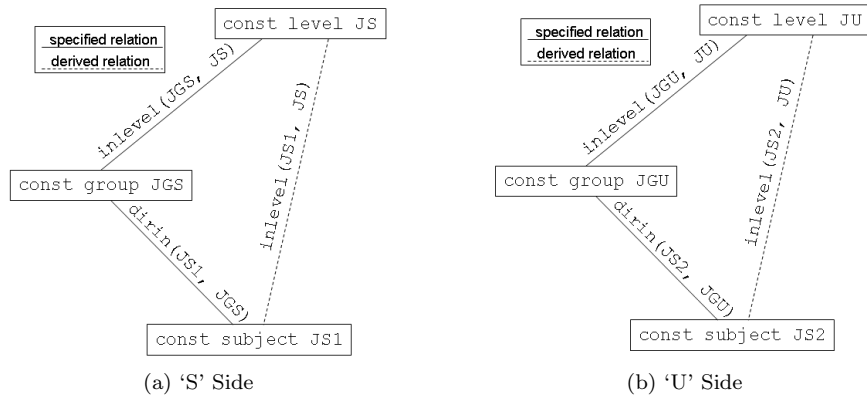 specified relation
derived relation
const level JS
inlevel(JGS, JS)
inlevel(JS1, JS)
const group JGS
dirin(JS1, JGS)
const subject JS1
(a) ‘S’ Side
specified relation
derived relation
const level JU
inlevel(JGU, JU)
inlevel(JS2, JU)
const group JGU
dirin(JS2, JGU)
const subject JS2
(b) ‘U’ Side